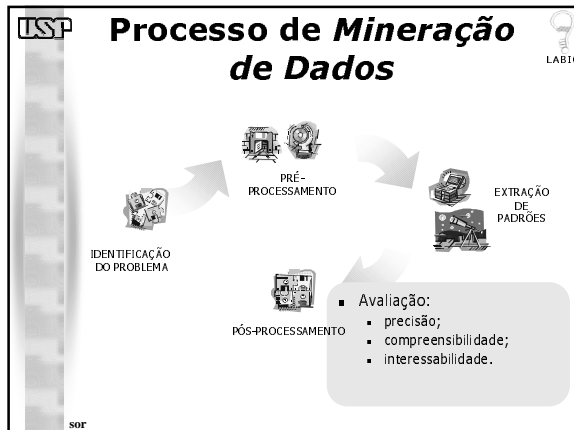 USP
Processo de Mineração
de Dados
LABIC
PRÉ-
PROCESSAMENTO
EXTRAÇÃO
DE
PADRÕES
IDENTIFICAÇÃO
DO PROBLEMA
PÓS-PROCESSAMENTO
▪ Avaliação:
▪ precisão;
▪ compreensibilidade;
▪ interessabilidade.
sor